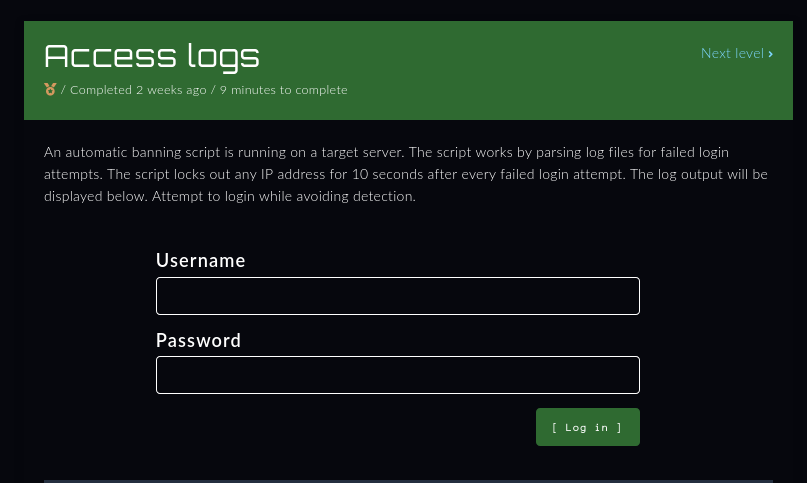 Access logs
Next level ›
/ Completed 2 weeks ago / 9 minutes to complete
An automatic banning script is running on a target server. The script works by parsing log files for failed login
attempts. The script locks out any IP address for 10 seconds after every failed login attempt. The log output will be
displayed below. Attempt to login while avoiding detection.
Username
Password
[ Log in ]